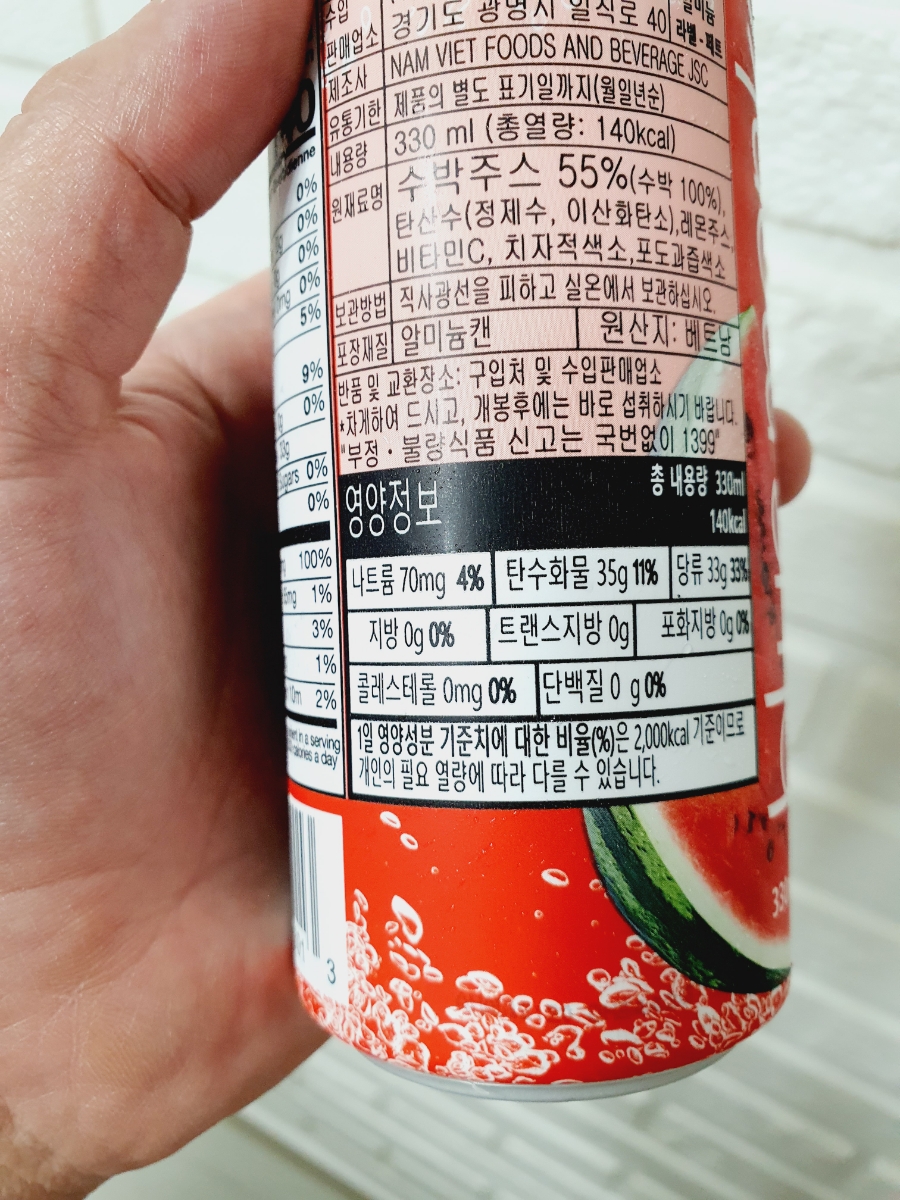 수입
판매업소
경기도 광명시 일직로 40
알미늄
라벨-페트
제조사
NAM VIET FOODS AND BEVERAGE JSC
유통기한
제품의 별도 표기일까지(월일년순)
내용량
330 ml (총열량: 140kcal)
원재료명
수박주스 55%(수박 100%),
탄산수(정제수, 이산화탄소),레몬주스,
비타민C, 치자적색소,포도과즙색소
보관방법
직사광선을 피하고 실온에서 보관하십시오.
포장재질
알미늄캔
원산지: 베트남
반품 및 교환장소: 구입처 및 수입판매업소
*차게하여 드시고, 개봉후에는 바로 섭취하시기 바랍니다.
"부정·불량식품 신고는 국번없이 1399"
영양정보
총 내용량 330ml
140kcal
나트륨 70mg 4% 탄수화물 35g 11% 당류 33g 33%
지방 0g 0% 트랜스지방 0g 포화지방 0g 0%
콜레스테롤 0mg 0% 단백질 0 g 0%
1일 영양성분 기준치에 대한 비율(%)은 2,000kcal 기준이므로
개인의 필요 열량에 따라 다를 수 있습니다.
0%
0%
0%
0%
5%
9%
0%
0%
0%
100%
1%
3%
1%
2%
in a serving
calories a day
3